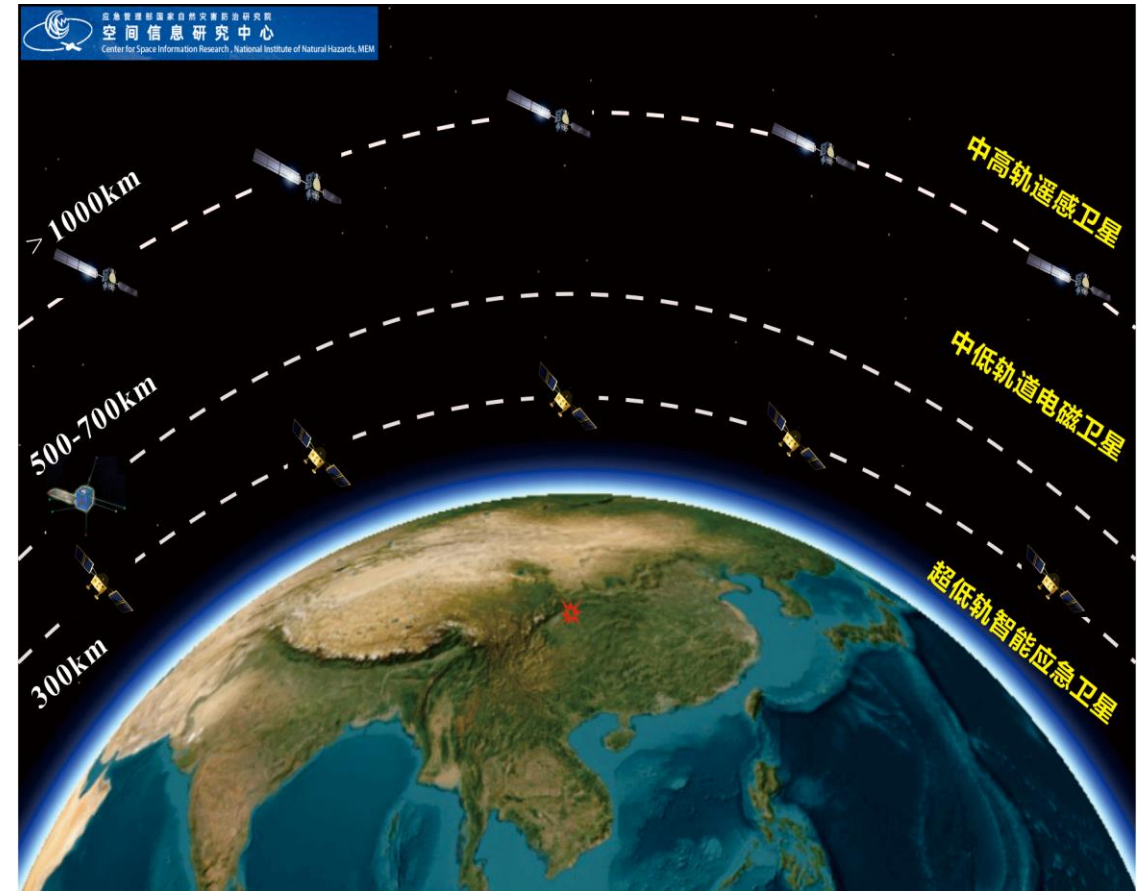 应急管理部国家自然灾害防治研究院
空间信息研究中心
Center for Space Information Research , National Institute of Natural Hazards, MEM
> 1000km
中高轨遥感卫星
500-700km
中低轨道电磁卫星
300km
超低轨智能应急卫星